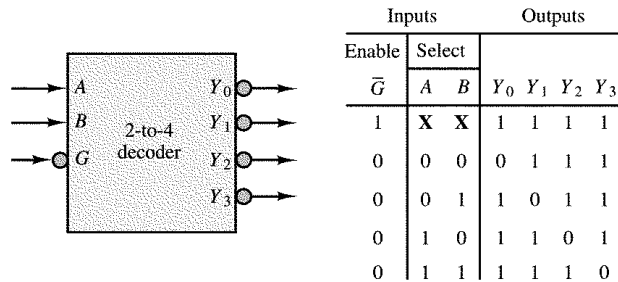 A
B
G
2-to-4
decoder
Y0
Y1
Y2
Y3
Inputs Outputs
Enable Select
G̅ A B Y0 Y1 Y2 Y3
1 X X 1 1 1 1
0 0 0 0 1 1 1
0 0 1 1 0 1 1
0 1 0 1 1 0 1
0 1 1 1 1 1 0